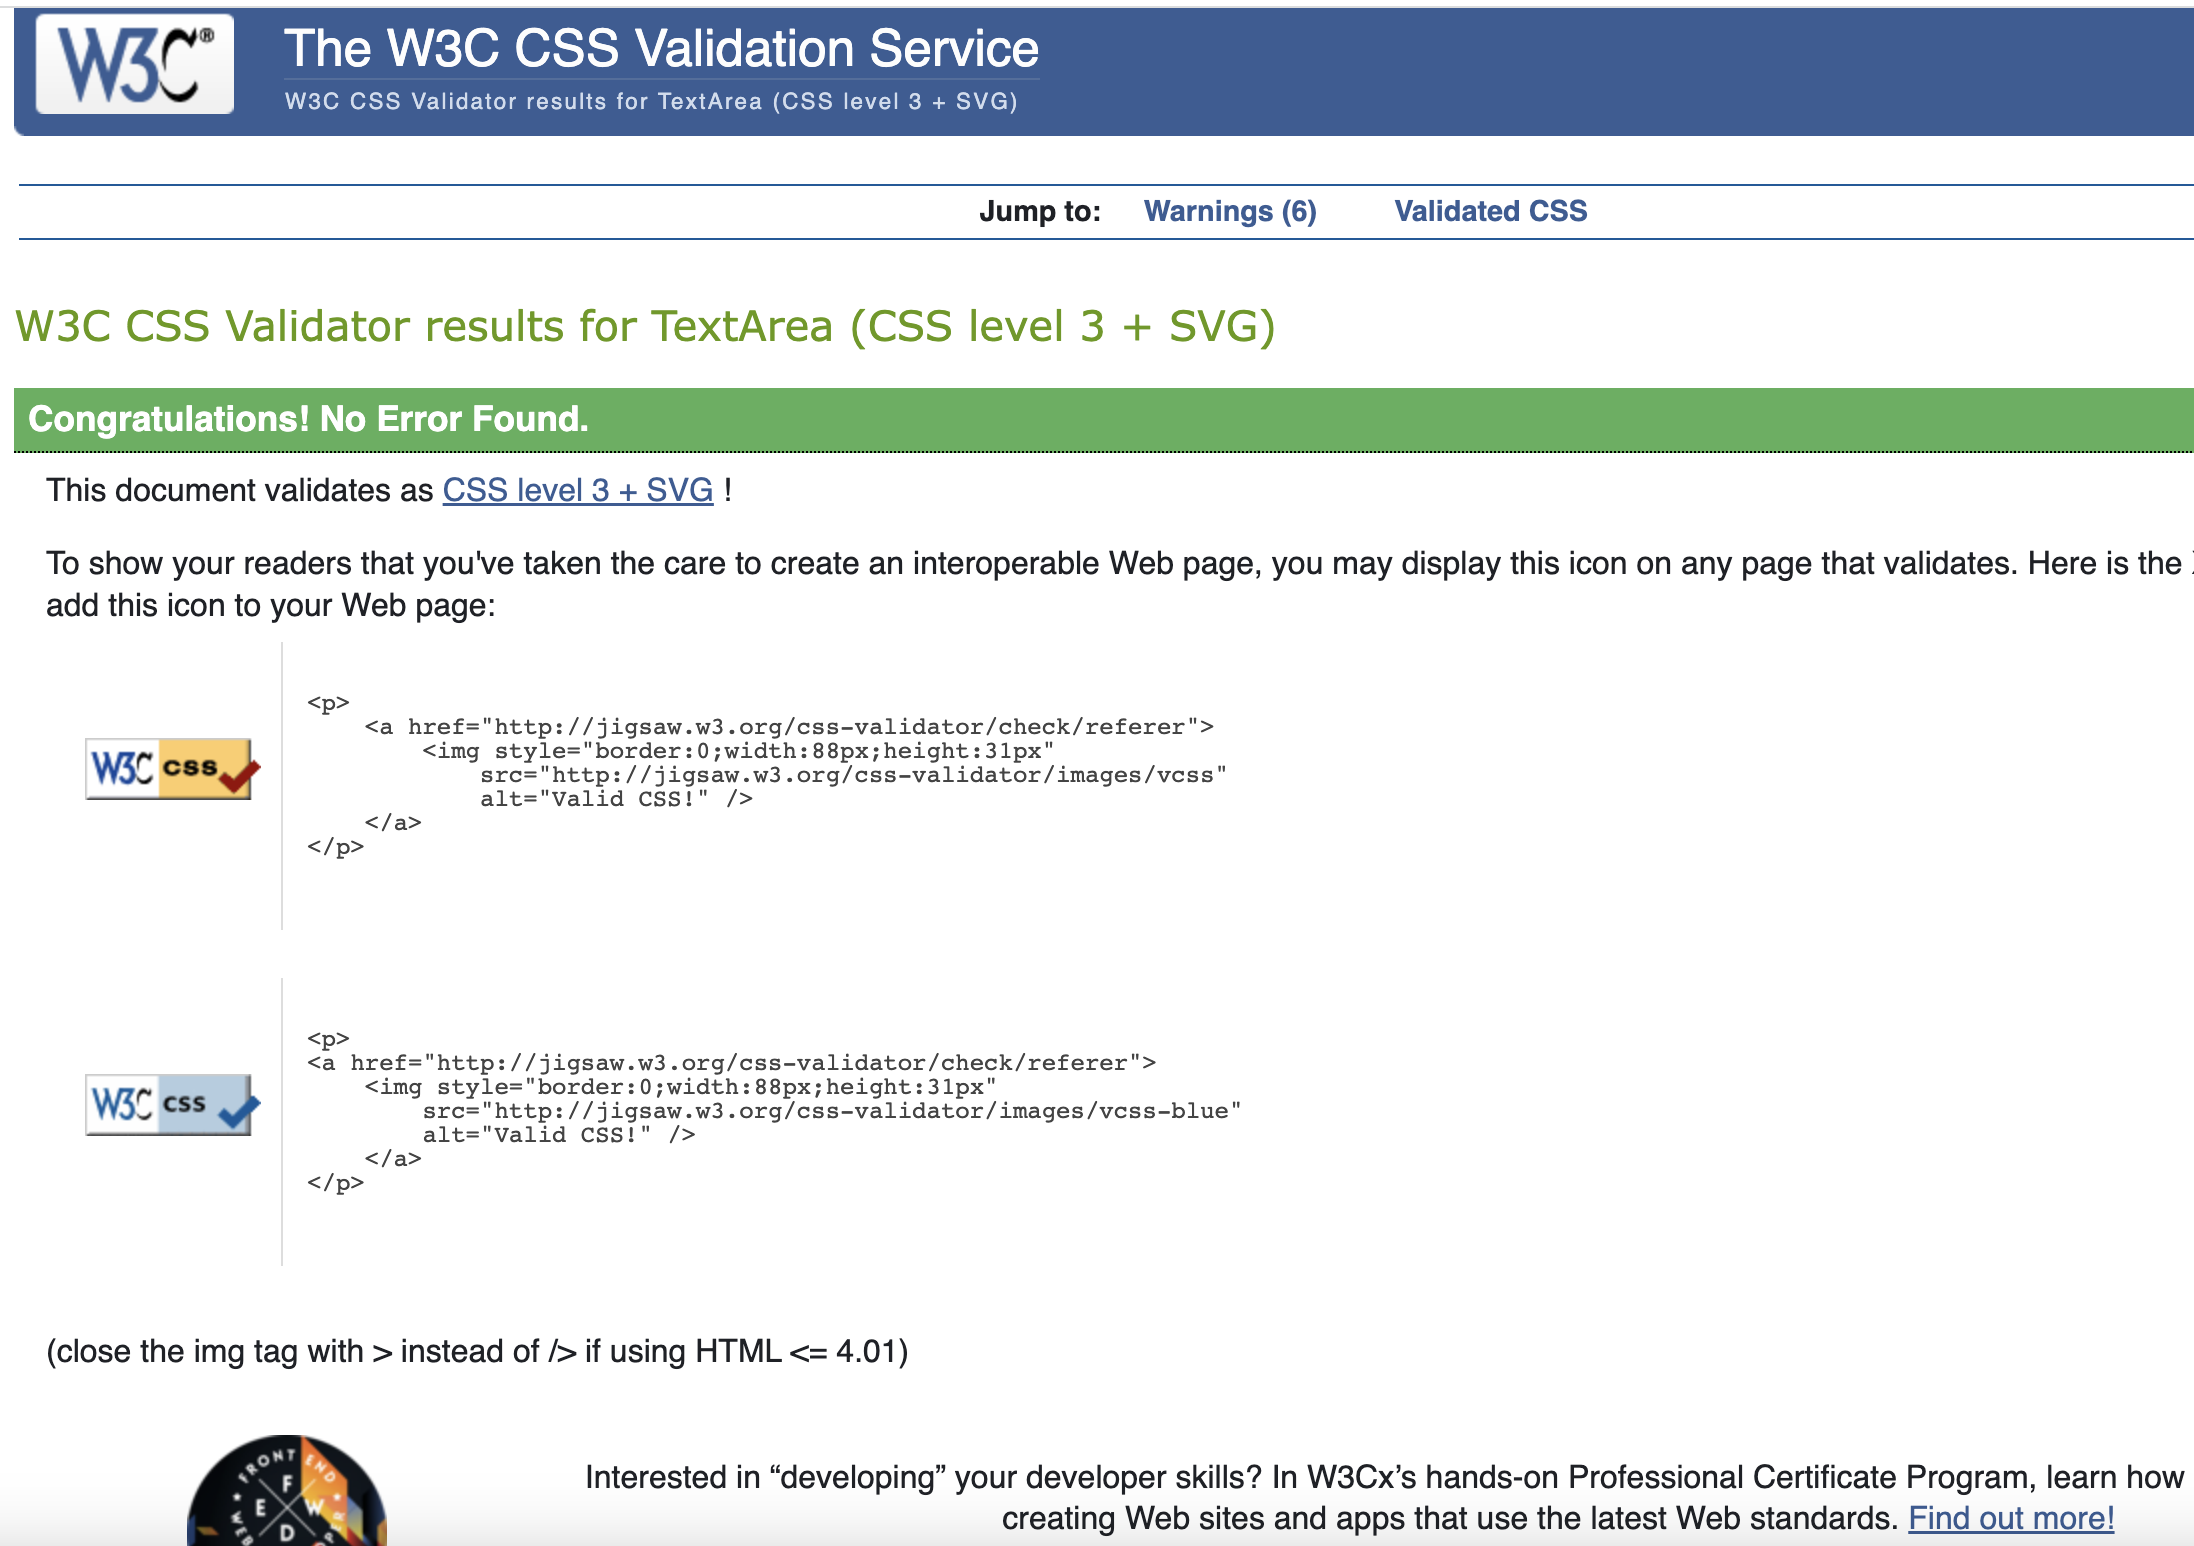 W3C®
The W3C CSS Validation Service
W3C CSS Validator results for TextArea (CSS level 3 + SVG)
Jump to: Warnings (6) Validated CSS
W3C CSS Validator results for TextArea (CSS level 3 + SVG)
Congratulations! No Error Found.
This document validates as CSS level 3 + SVG !
To show your readers that you've taken the care to create an interoperable Web page, you may display this icon on any page that validates. Here is the
add this icon to your Web page:
<p>
<a href="http://jigsaw.w3.org/css-validator/check/referer">
<img style="border:0;width:88px;height:31px"
W3C css
src="http://jigsaw.w3.org/css-validator/images/vcss"
alt="Valid CSS!" />
</a>
</p>
<p>
<a href="http://jigsaw.w3.org/css-validator/check/referer">
<img style="border:0;width:88px;height:31px"
W3C css
src="http://jigsaw.w3.org/css-validator/images/vcss-blue"
alt="Valid CSS!" />
</a>
</p>
(close the img tag with > instead of /> if using HTML <= 4.01)
FRONT END
F
E W
D
WEB
Interested in “developing” your developer skills? In W3Cx’s hands-on Professional Certificate Program, learn how
creating Web sites and apps that use the latest Web standards. Find out more!